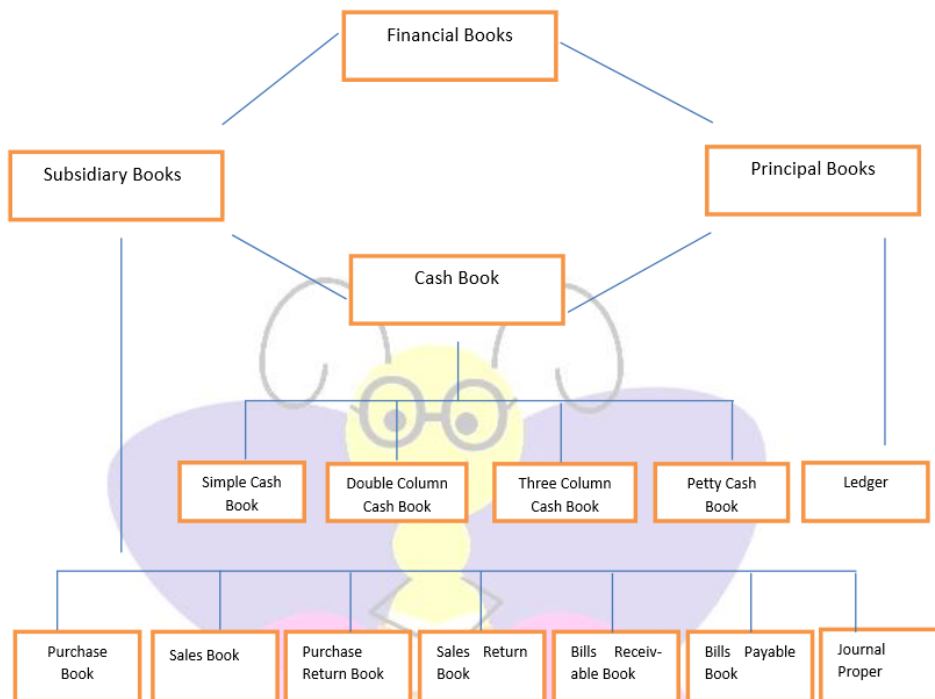 Financial Books
Subsidiary Books
Principal Books
Cash Book
Simple Cash
Book
Double Column
Cash Book
Three Column
Cash Book
Petty Cash
Book
Ledger
Purchase
Book
Sales Book
Purchase
Return Book
Sales Return
Book
Bills Receiv-
able Book
Bills Payable
Book
Journal
Proper